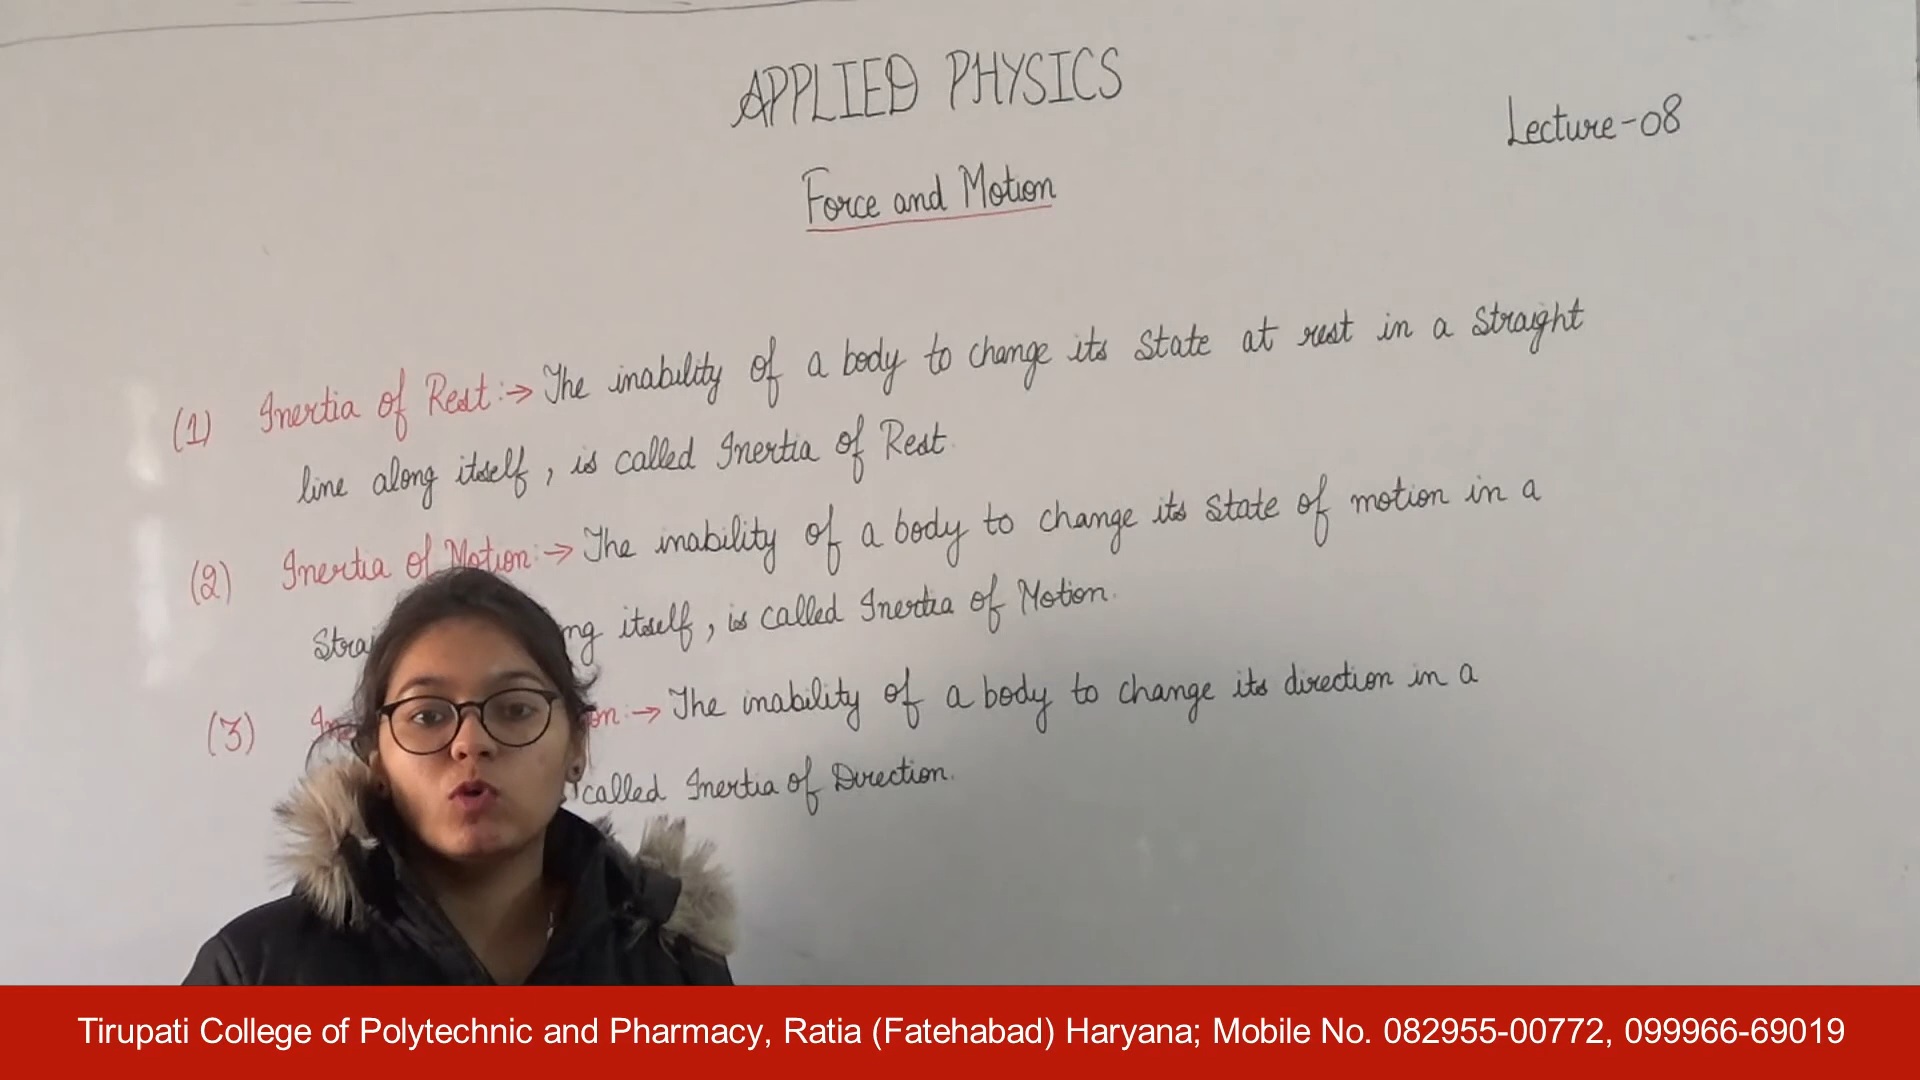 APPLIED PHYSICS
Lecture-08
Force and Motion
(1) Inertia of Rest :→ The inability of a body to change its state at rest in a straight
line along itself, is called Inertia of Rest.
(2) Inertia of Motion :→ The inability of a body to change its state of motion in a
itself, is called Inertia of Motion.
(3) :→ The inability of a body to change its direction in a
called Inertia of Direction.
Tirupati College of Polytechnic and Pharmacy, Ratia (Fatehabad) Haryana; Mobile No. 082955-00772, 099966-69019